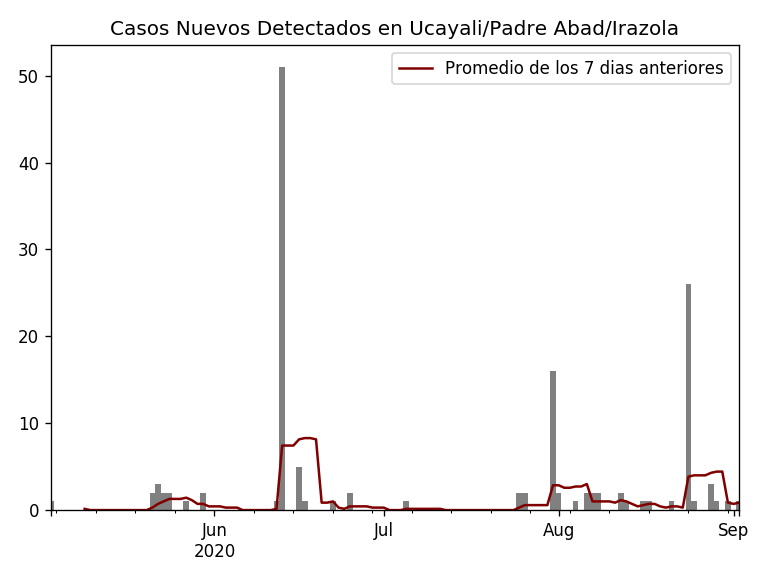 Casos Nuevos Detectados en Ucayali/Padre Abad/Irazola
Promedio de los 7 dias anteriores
50
40
30
20
10
0
Jun
2020
Jul
Aug
Sep